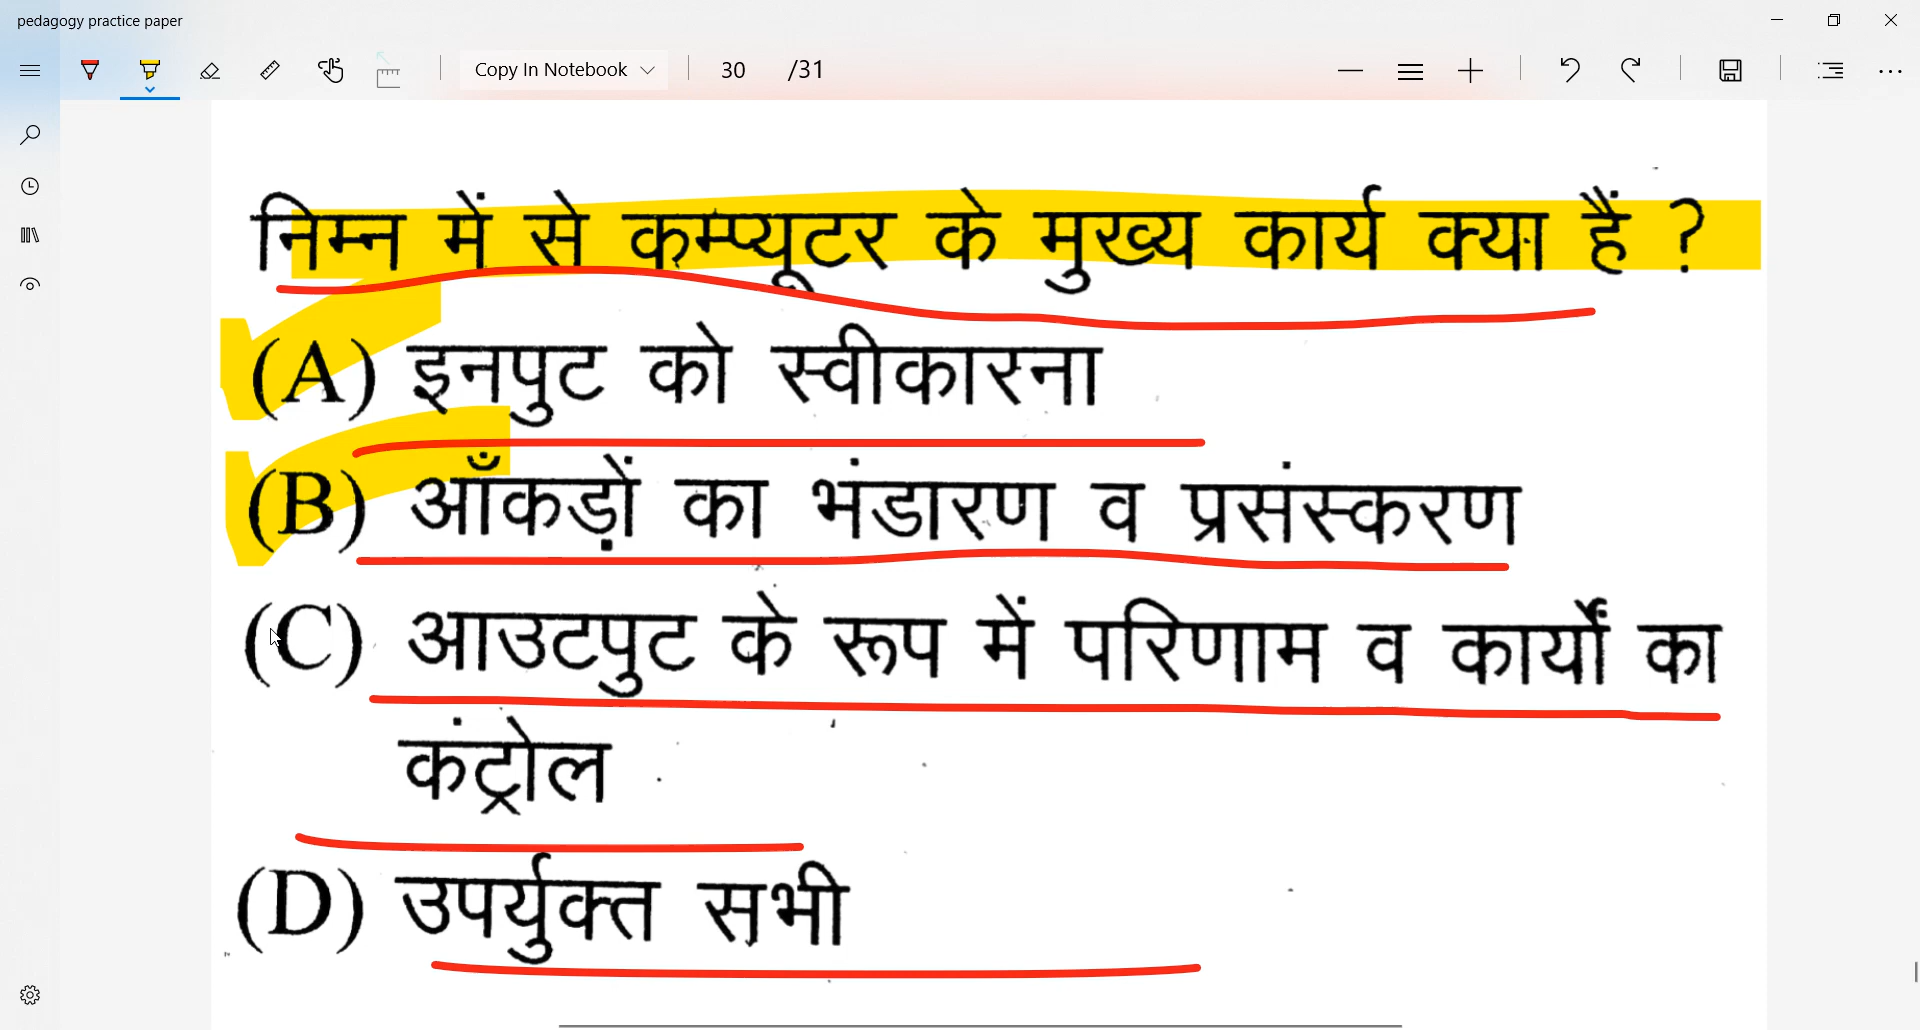 pedagogy practice paper
Copy In Notebook 30 /31
निम्न में से कम्प्यूटर के मुख्य कार्य क्या हैं ?
(A) इनपुट को स्वीकारना
(B) आँकड़ों का भंडारण व प्रसंस्करण
(C) आउटपुट के रूप में परिणाम व कार्यों का
कंट्रोल
(D) उपर्युक्त सभी